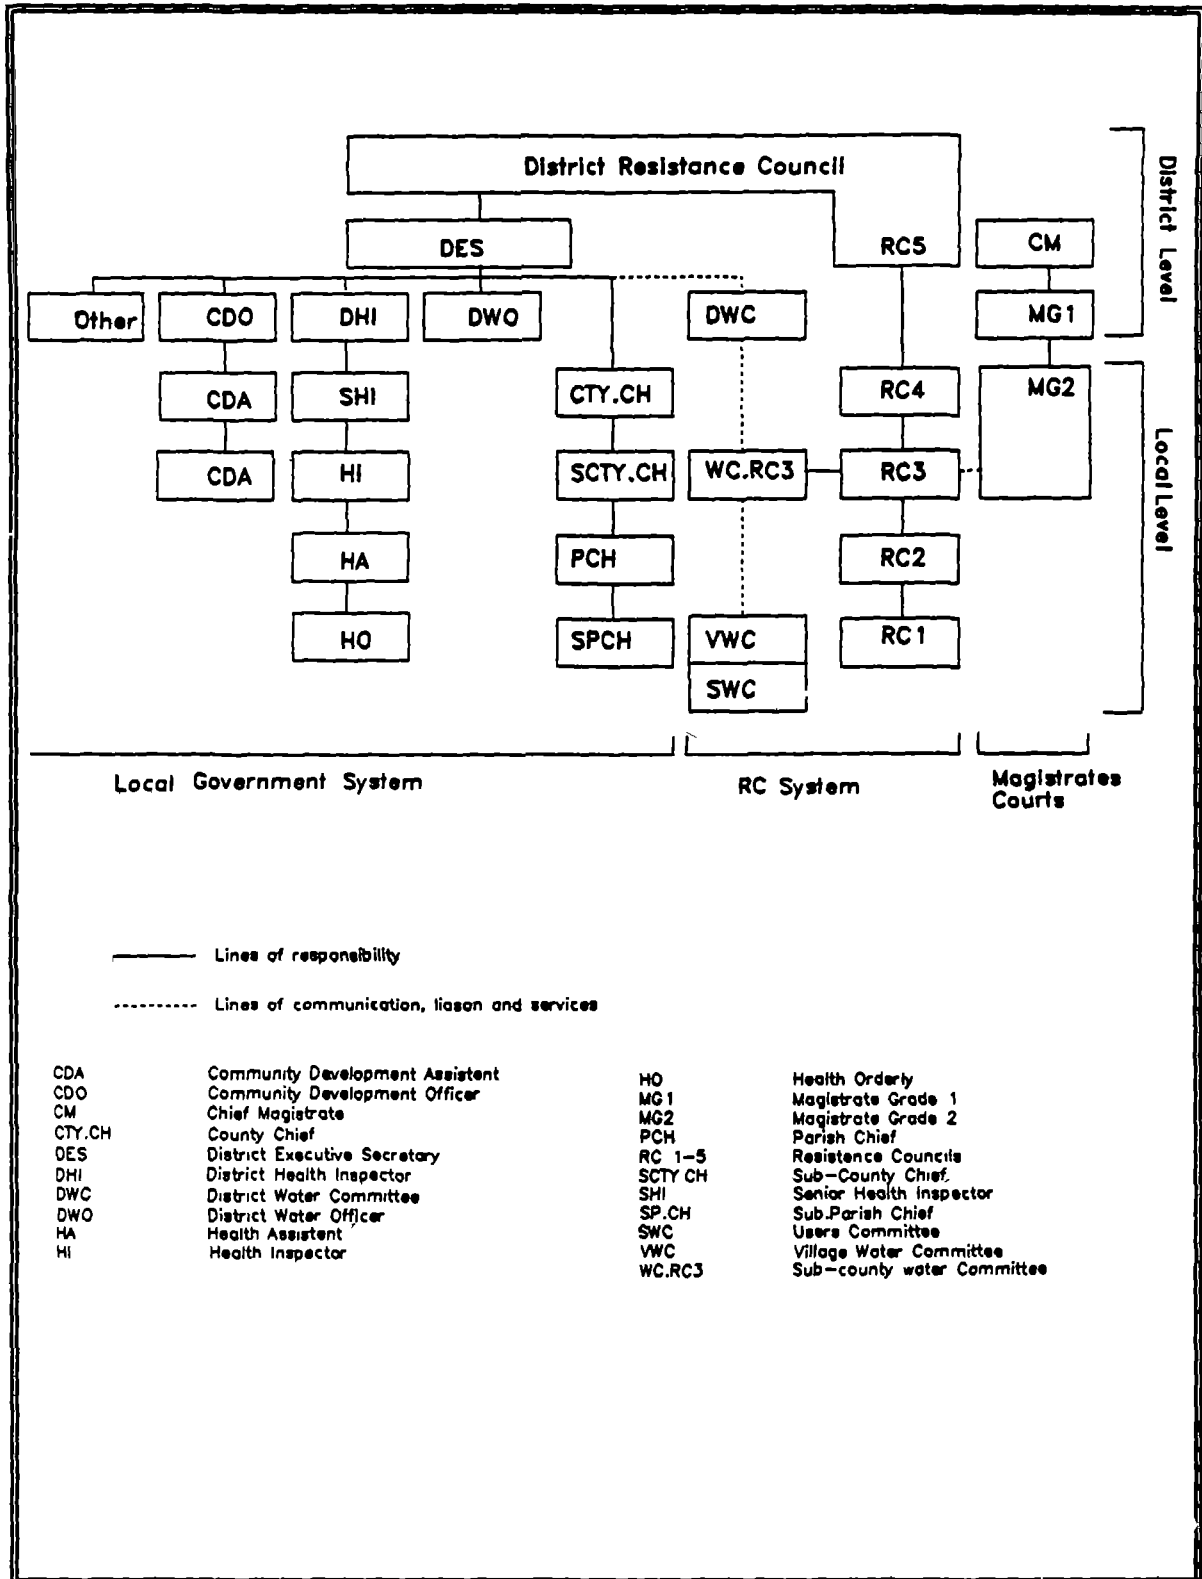 District Resistance Council
DES
RC5
CM
Other
CDO
DHI
DWO
DWC
MG1
CDA
SHI
CTY.CH
RC4
MG2
CDA
HI
SCTY.CH
WC.RC3
RC3
HA
PCH
RC2
HO
SPCH
VWC
RC1
SWC
District Level
Local Level
Local Government System
RC System
Magistrates
Courts
Lines of responsibility
Lines of communication, liason and services
CDA Community Development Assistent
CDO Community Development Officer
CM Chief Magistrate
CTY.CH County Chief
DES District Executive Secretary
DHI District Health Inspector
DWC District Water Committee
DWO District Water Officer
HA Health Assistent
HI Health Inspector
HO Health Orderly
MG1 Magistrate Grade 1
MG2 Magistrate Grade 2
PCH Parish Chief
RC 1-5 Resistence Councils
SCTY CH Sub-County Chief.
SHI Senior Health Inspector
SP.CH Sub.Parish Chief
SWC Users Committee
VWC Village Water Committee
WC.RC3 Sub-county water Committee